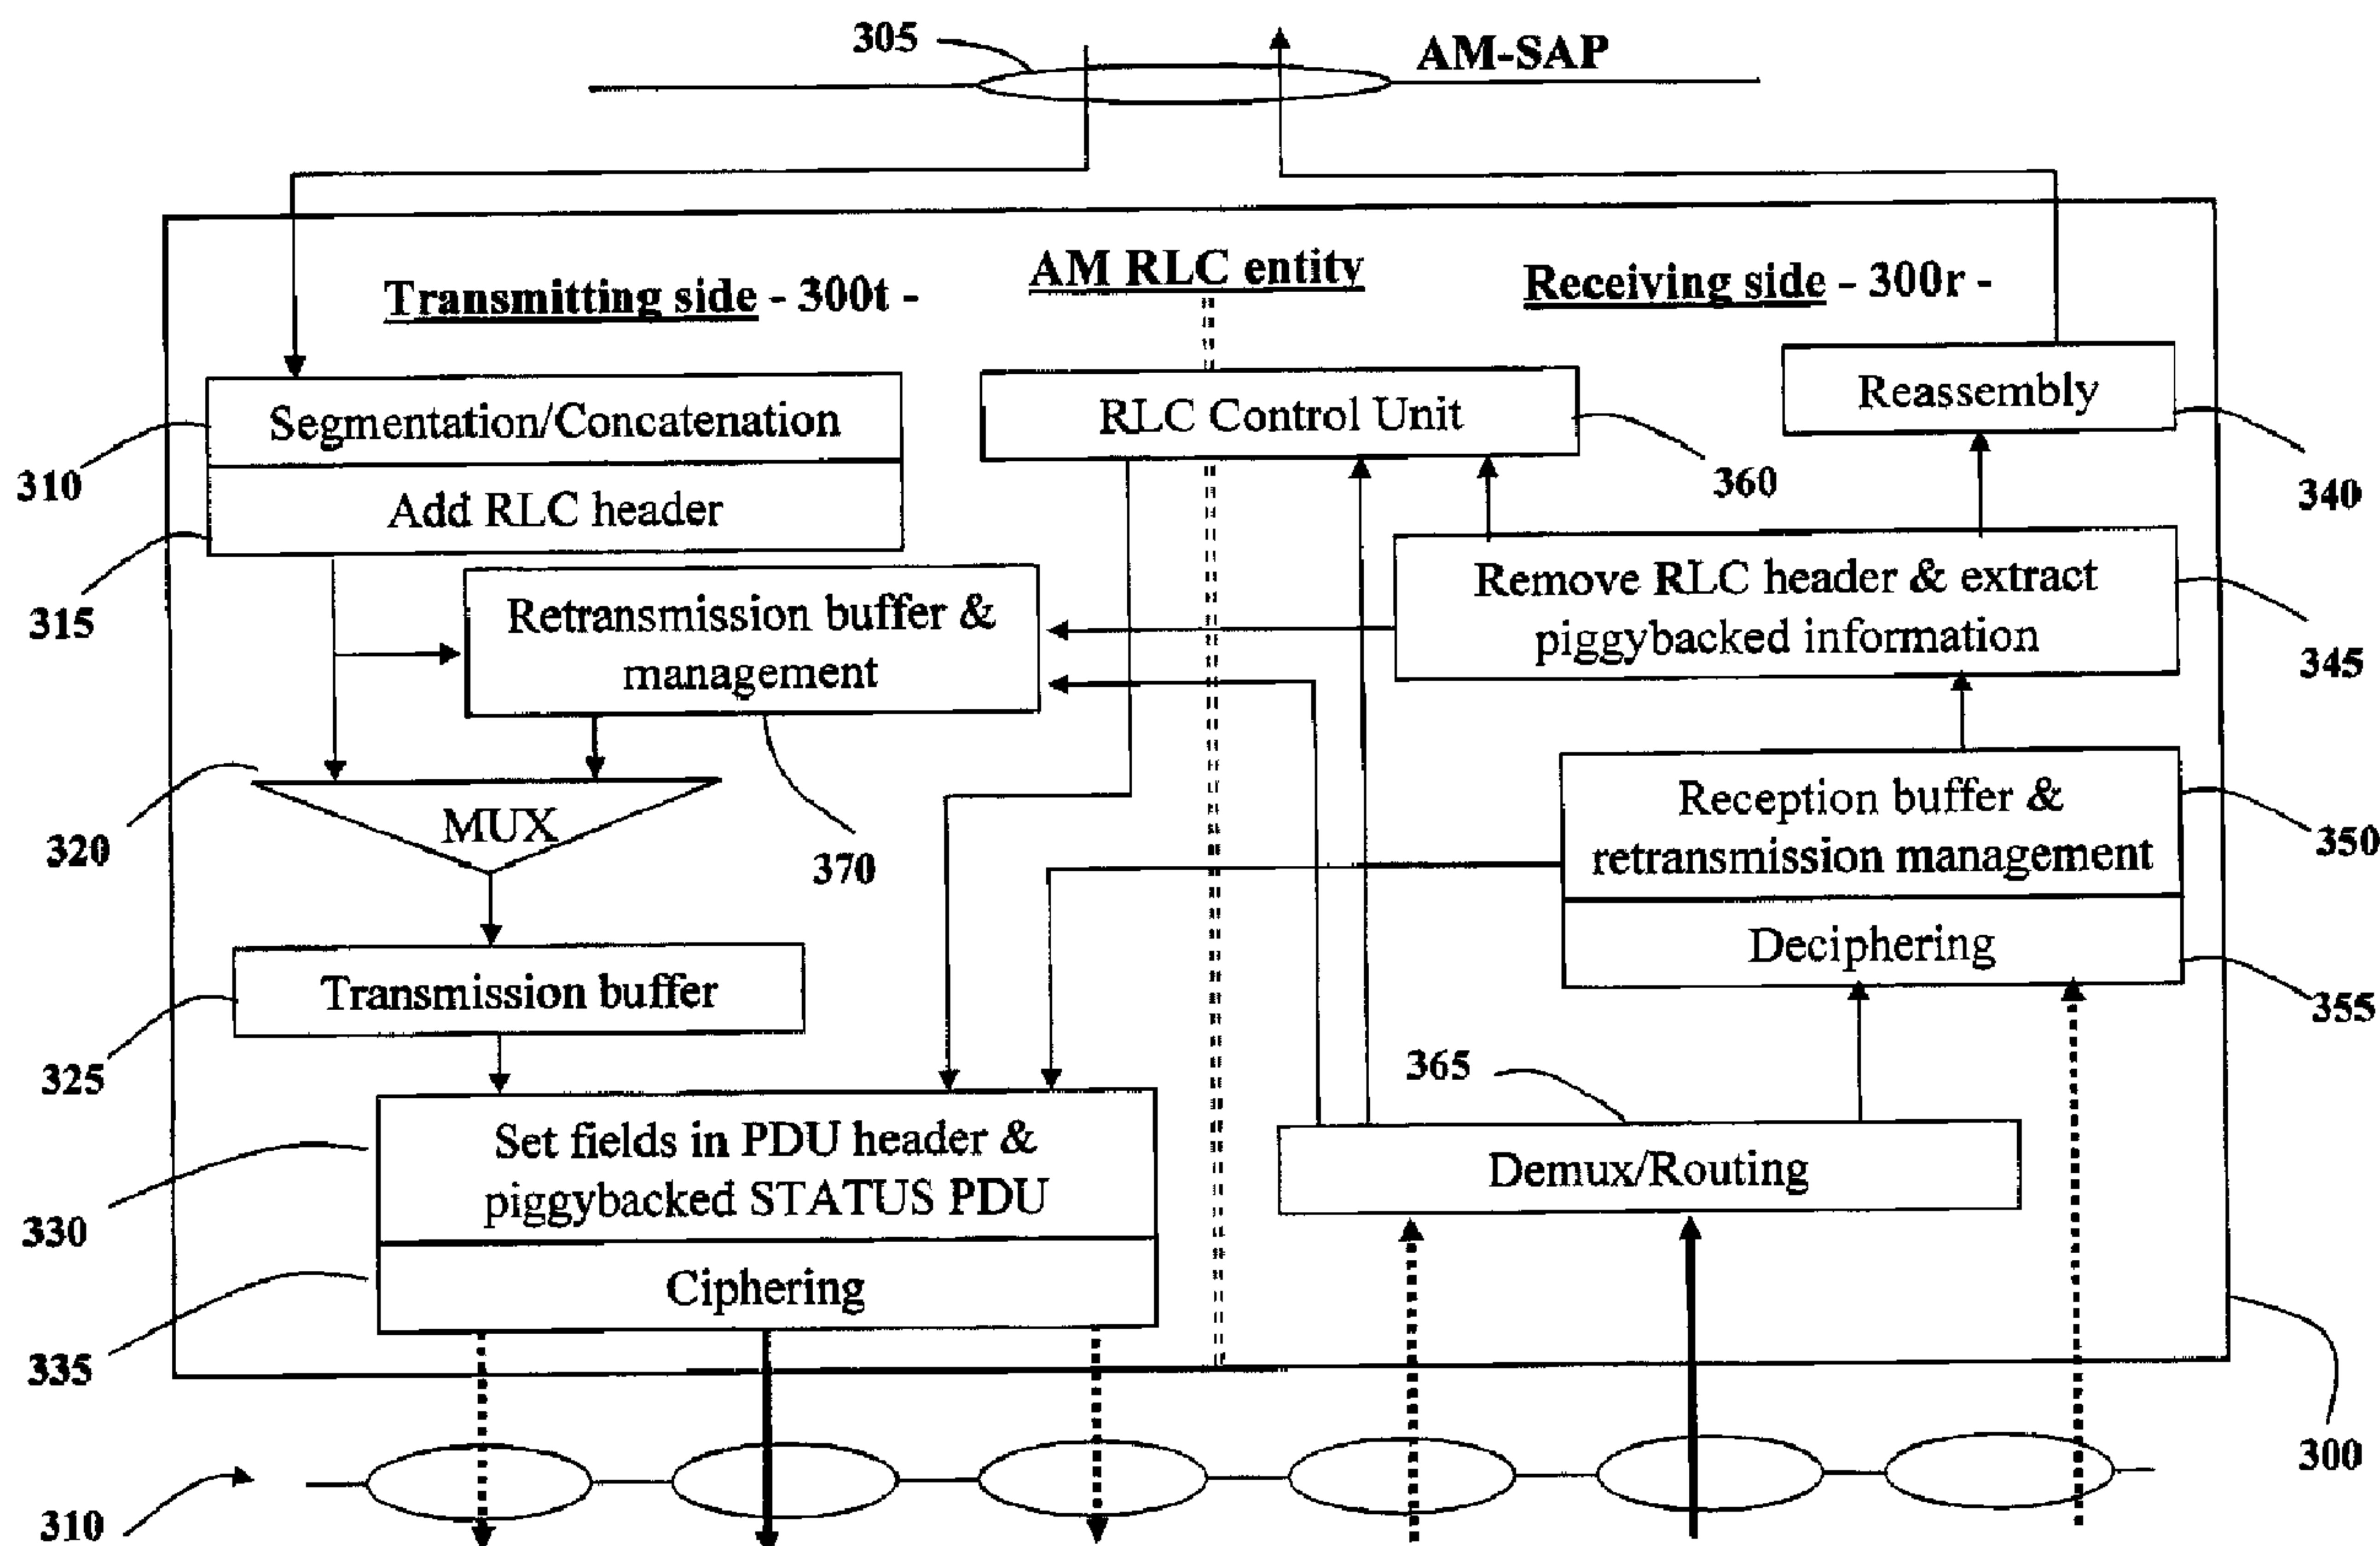 305
AM-SAP
AM RLC entity
Transmitting side - 300t -
Receiving side - 300r -
Segmentation/Concatenation
310
Add RLC header
315
RLC Control Unit
360
Reassembly
340
Retransmission buffer &
management
370
Remove RLC header & extract
piggybacked information
345
MUX
320
Reception buffer &
retransmission management
350
Deciphering
355
Transmission buffer
325
365
Demux/Routing
Set fields in PDU header &
piggybacked STATUS PDU
330
Ciphering
335
300
310